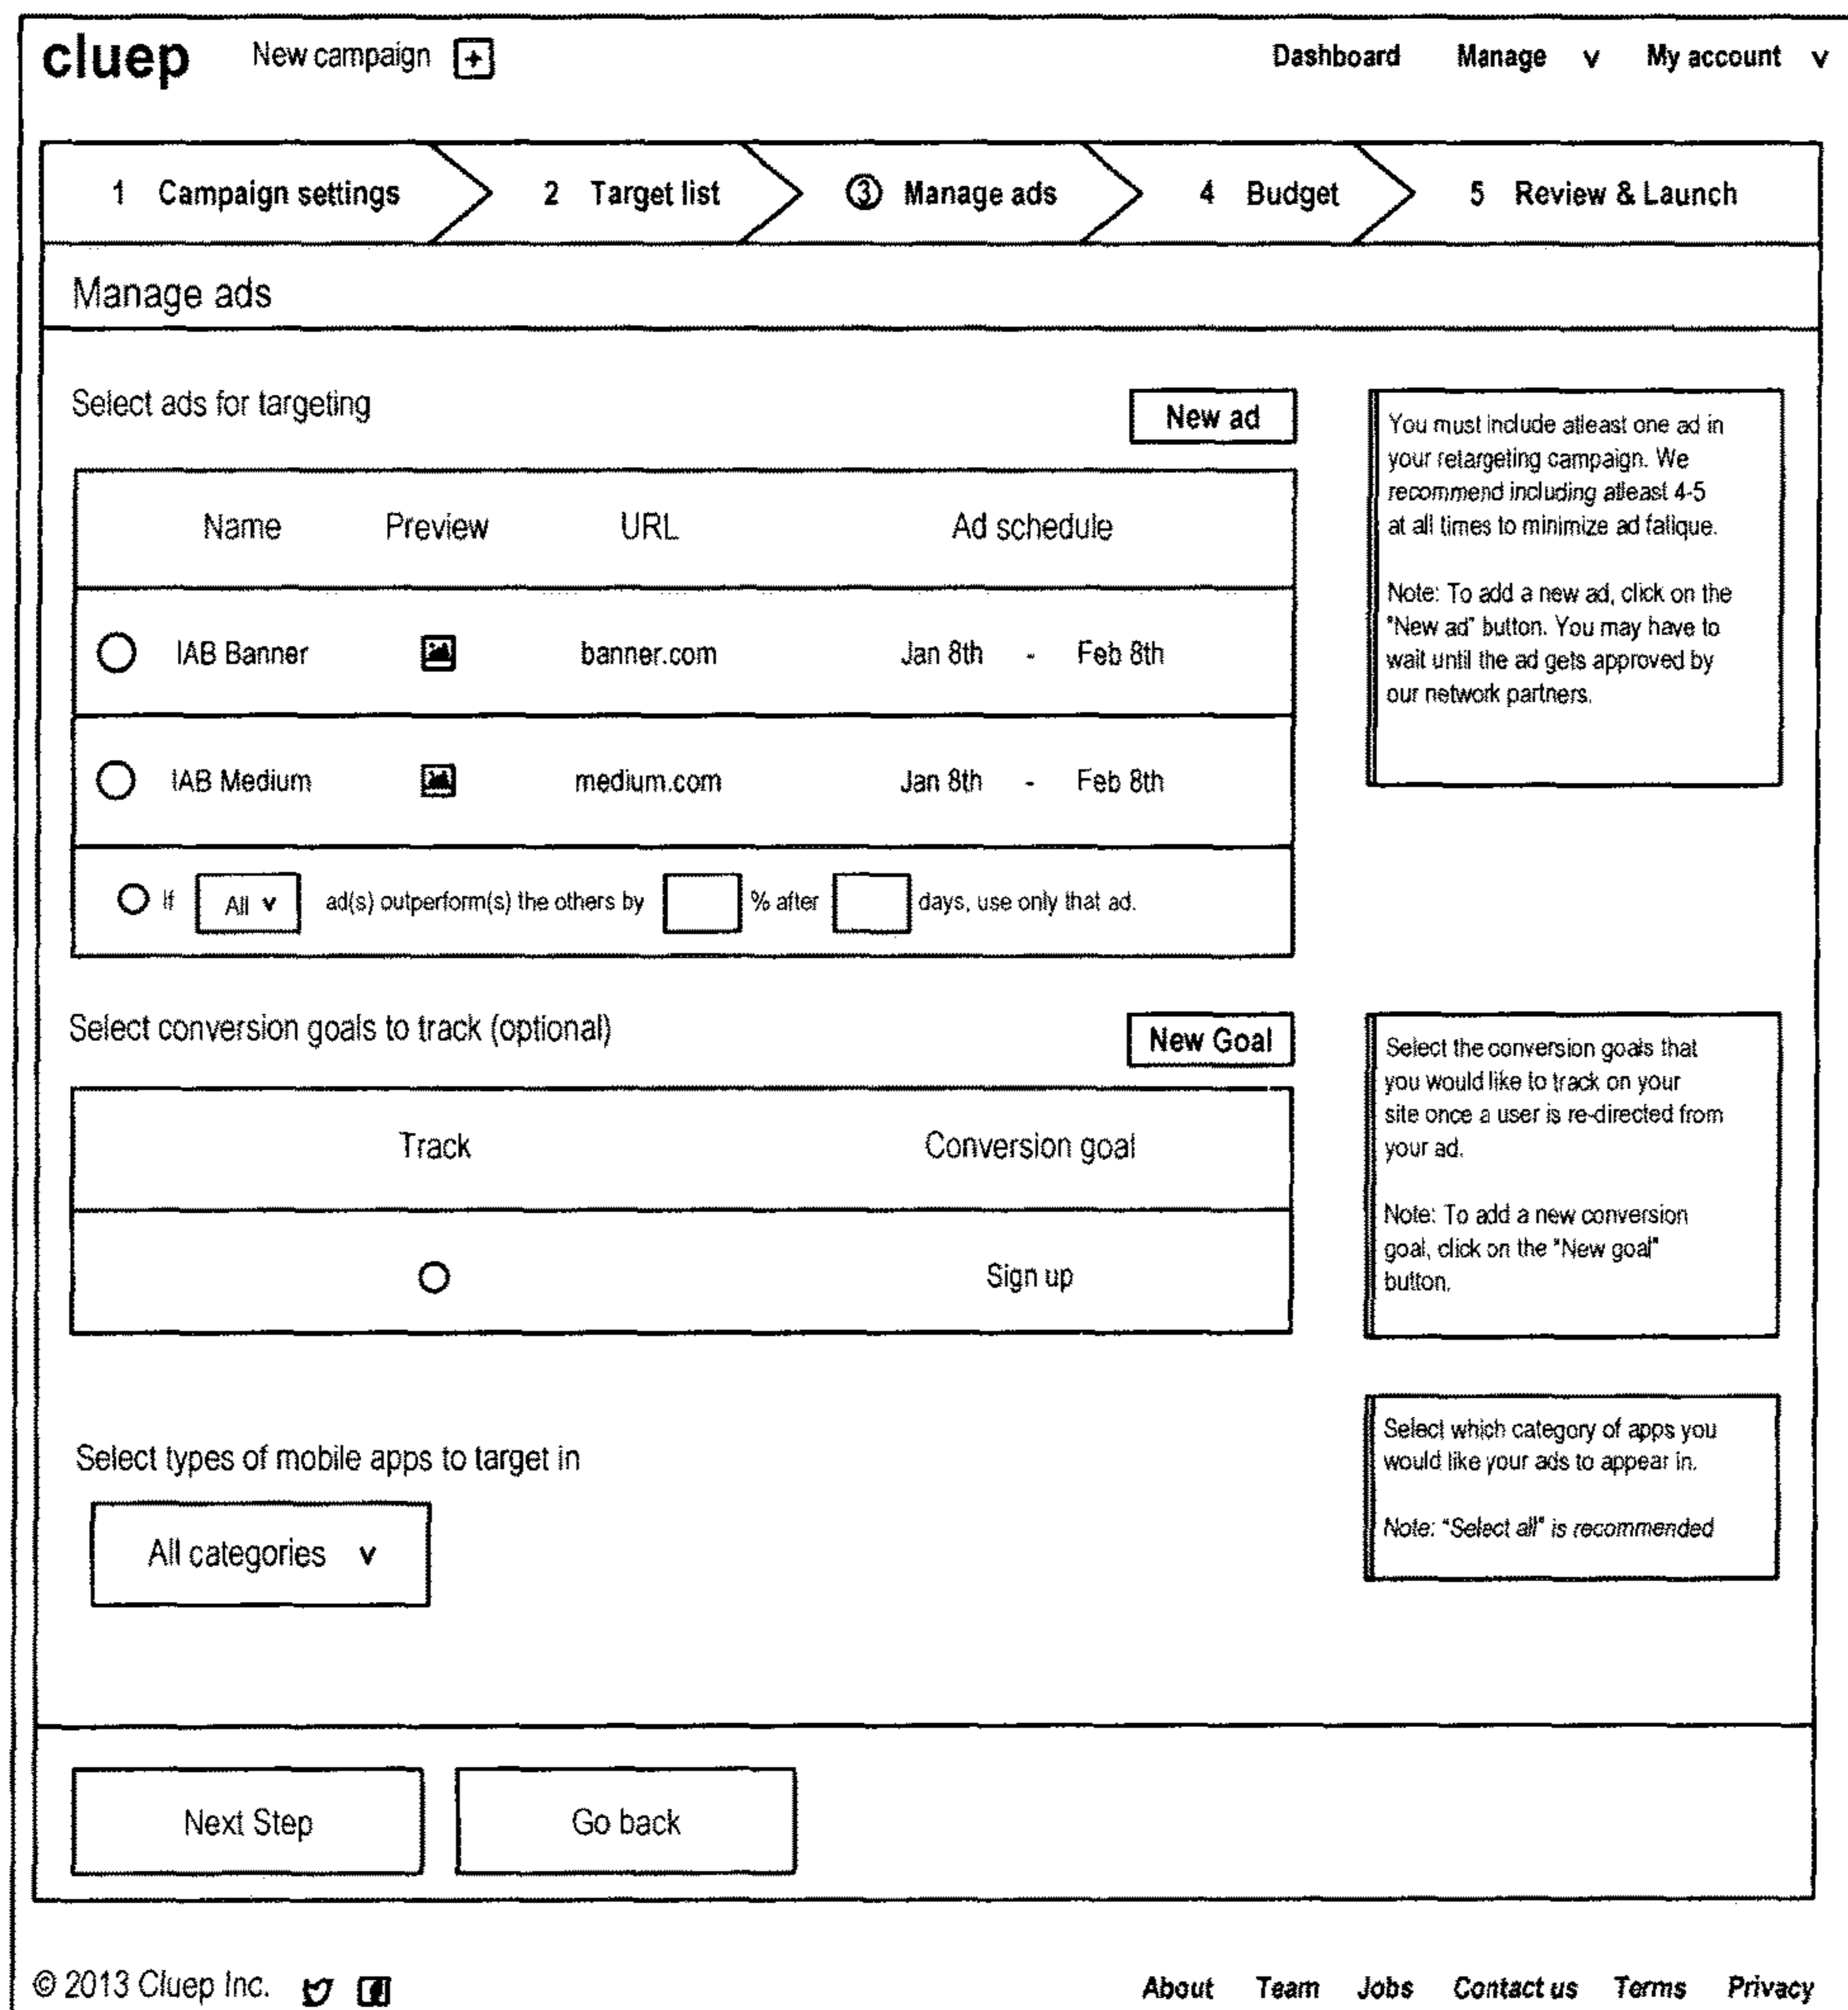 cluep New campaign + Dashboard Manage v My account v
1 Campaign settings 2 Target list 3 Manage ads 4 Budget 5 Review & Launch
Manage ads
Select ads for targeting New ad
Name Preview URL Ad schedule
IAB Banner banner.com Jan 8th - Feb 8th
IAB Medium medium.com Jan 8th - Feb 8th
If All v ad(s) outperform(s) the others by % after days, use only that ad.
You must include atleast one ad in
your retargeting campaign. We
recommend including atleast 4-5
at all times to minimize ad fatique.
Note: To add a new ad, click on the
"New ad" button. You may have to
wait until the ad gets approved by
our network partners.
Select conversion goals to track (optional) New Goal
Track Conversion goal
Sign up
Select the conversion goals that
you would like to track on your
site once a user is re-directed from
your ad.
Note: To add a new conversion
goal, click on the "New goal"
button.
Select types of mobile apps to target in
All categories v
Select which category of apps you
would like your ads to appear in.
Note: "Select all" is recommended
Next Step Go back
© 2013 Cluep Inc. About Team Jobs Contact us Terms Privacy